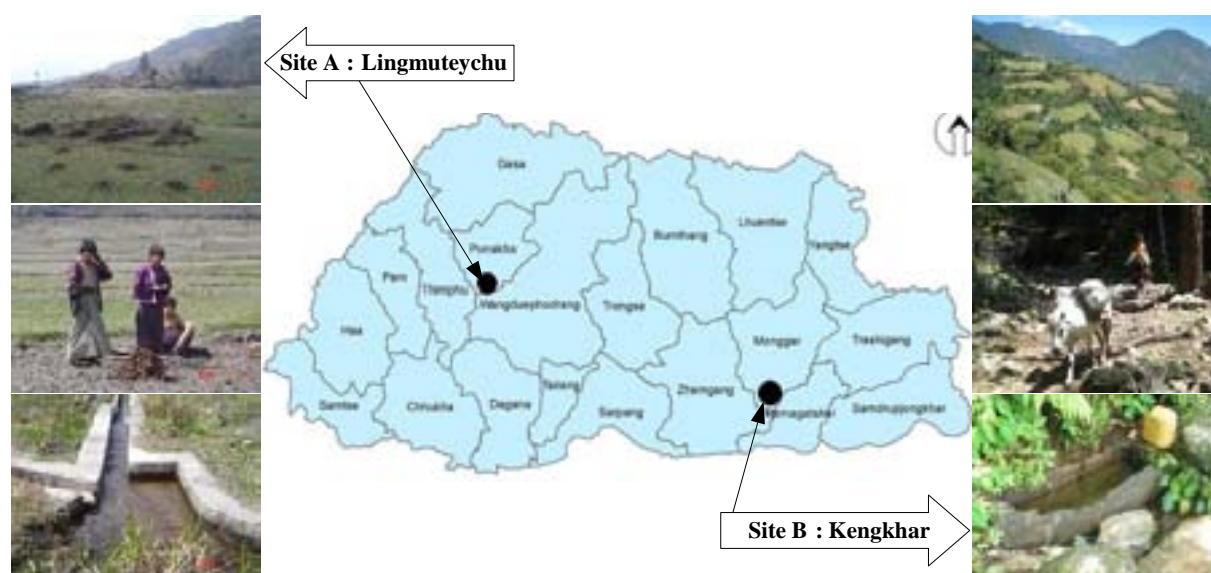 Site A : Lingmuteychu
Gasa
Lhuentse
Punakha
Bumthang
Yangtse
Paro
Thimphu
Wangduephodrang
Trongsa
Haa
Monggar
Trashigang
Zhemgang
Samtse
Chhukha
Dagana
Tsirang
Sarpang
Samdrupjongkhar
Site B : Kengkhar